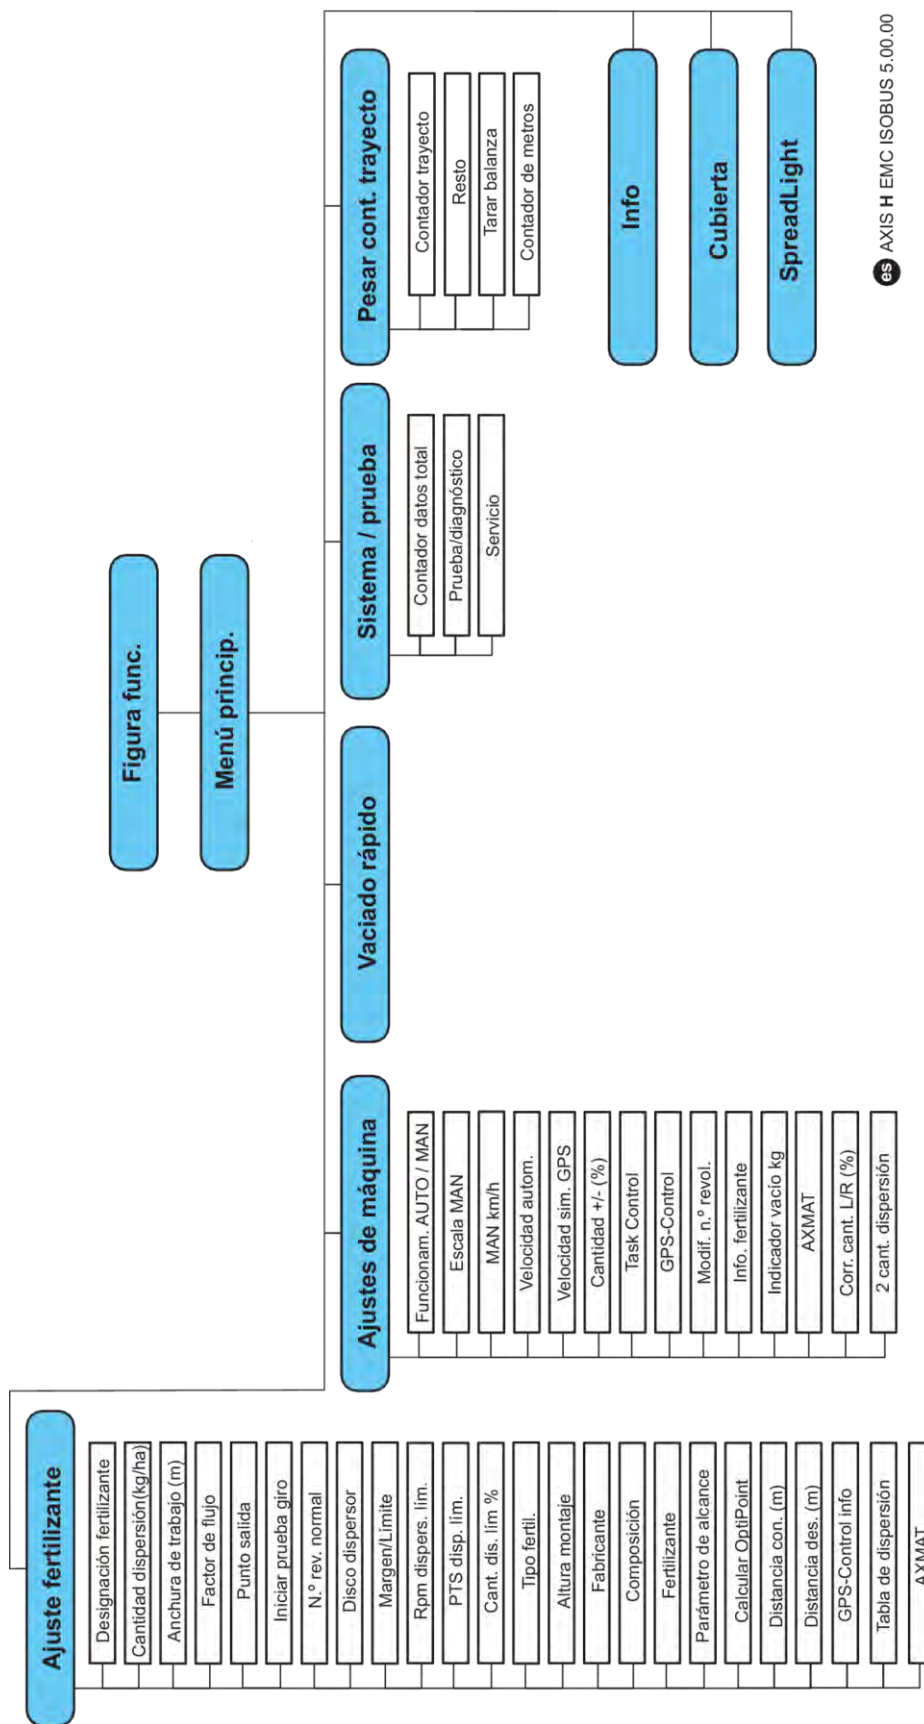 Figura func.
Menú princip.
Ajuste fertilizante
Designación fertilizante
Cantidad dispersión(kg/ha)
Anchura de trabajo (m)
Factor de flujo
Punto salida
Iniciar prueba giro
N.º rev. normal
Disco dispersor
Margen/Límite
Rpm dispers. lím.
PTS disp. lím.
Cant. dis. lím %
Tipo fertil.
Altura montaje
Fabricante
Composición
Fertilizante
Parámetro de alcance
Calcular OptiPoint
Distancia con. (m)
Distancia des. (m)
GPS-Control info
Tabla de dispersión
AXMAT
Ajustes de máquina
Funcionam. AUTO / MAN
Escala MAN
MAN km/h
Velocidad autom.
Velocidad sim. GPS
Cantidad +/- (%)
Task Control
GPS-Control
Modif. n.º revol.
Info. fertilizante
Indicador vacío kg
AXMAT
Corr. cant. L/R (%)
2 cant. dispersión
Vaciado rápido
Sistema / prueba
Contador datos total
Prueba/diagnóstico
Servicio
Pesar cont. trayecto
Contador trayecto
Resto
Tarar balanza
Contador de metros
Info
Cubierta
SpreadLight
es AXIS H EMC ISOBUS 5.00.00